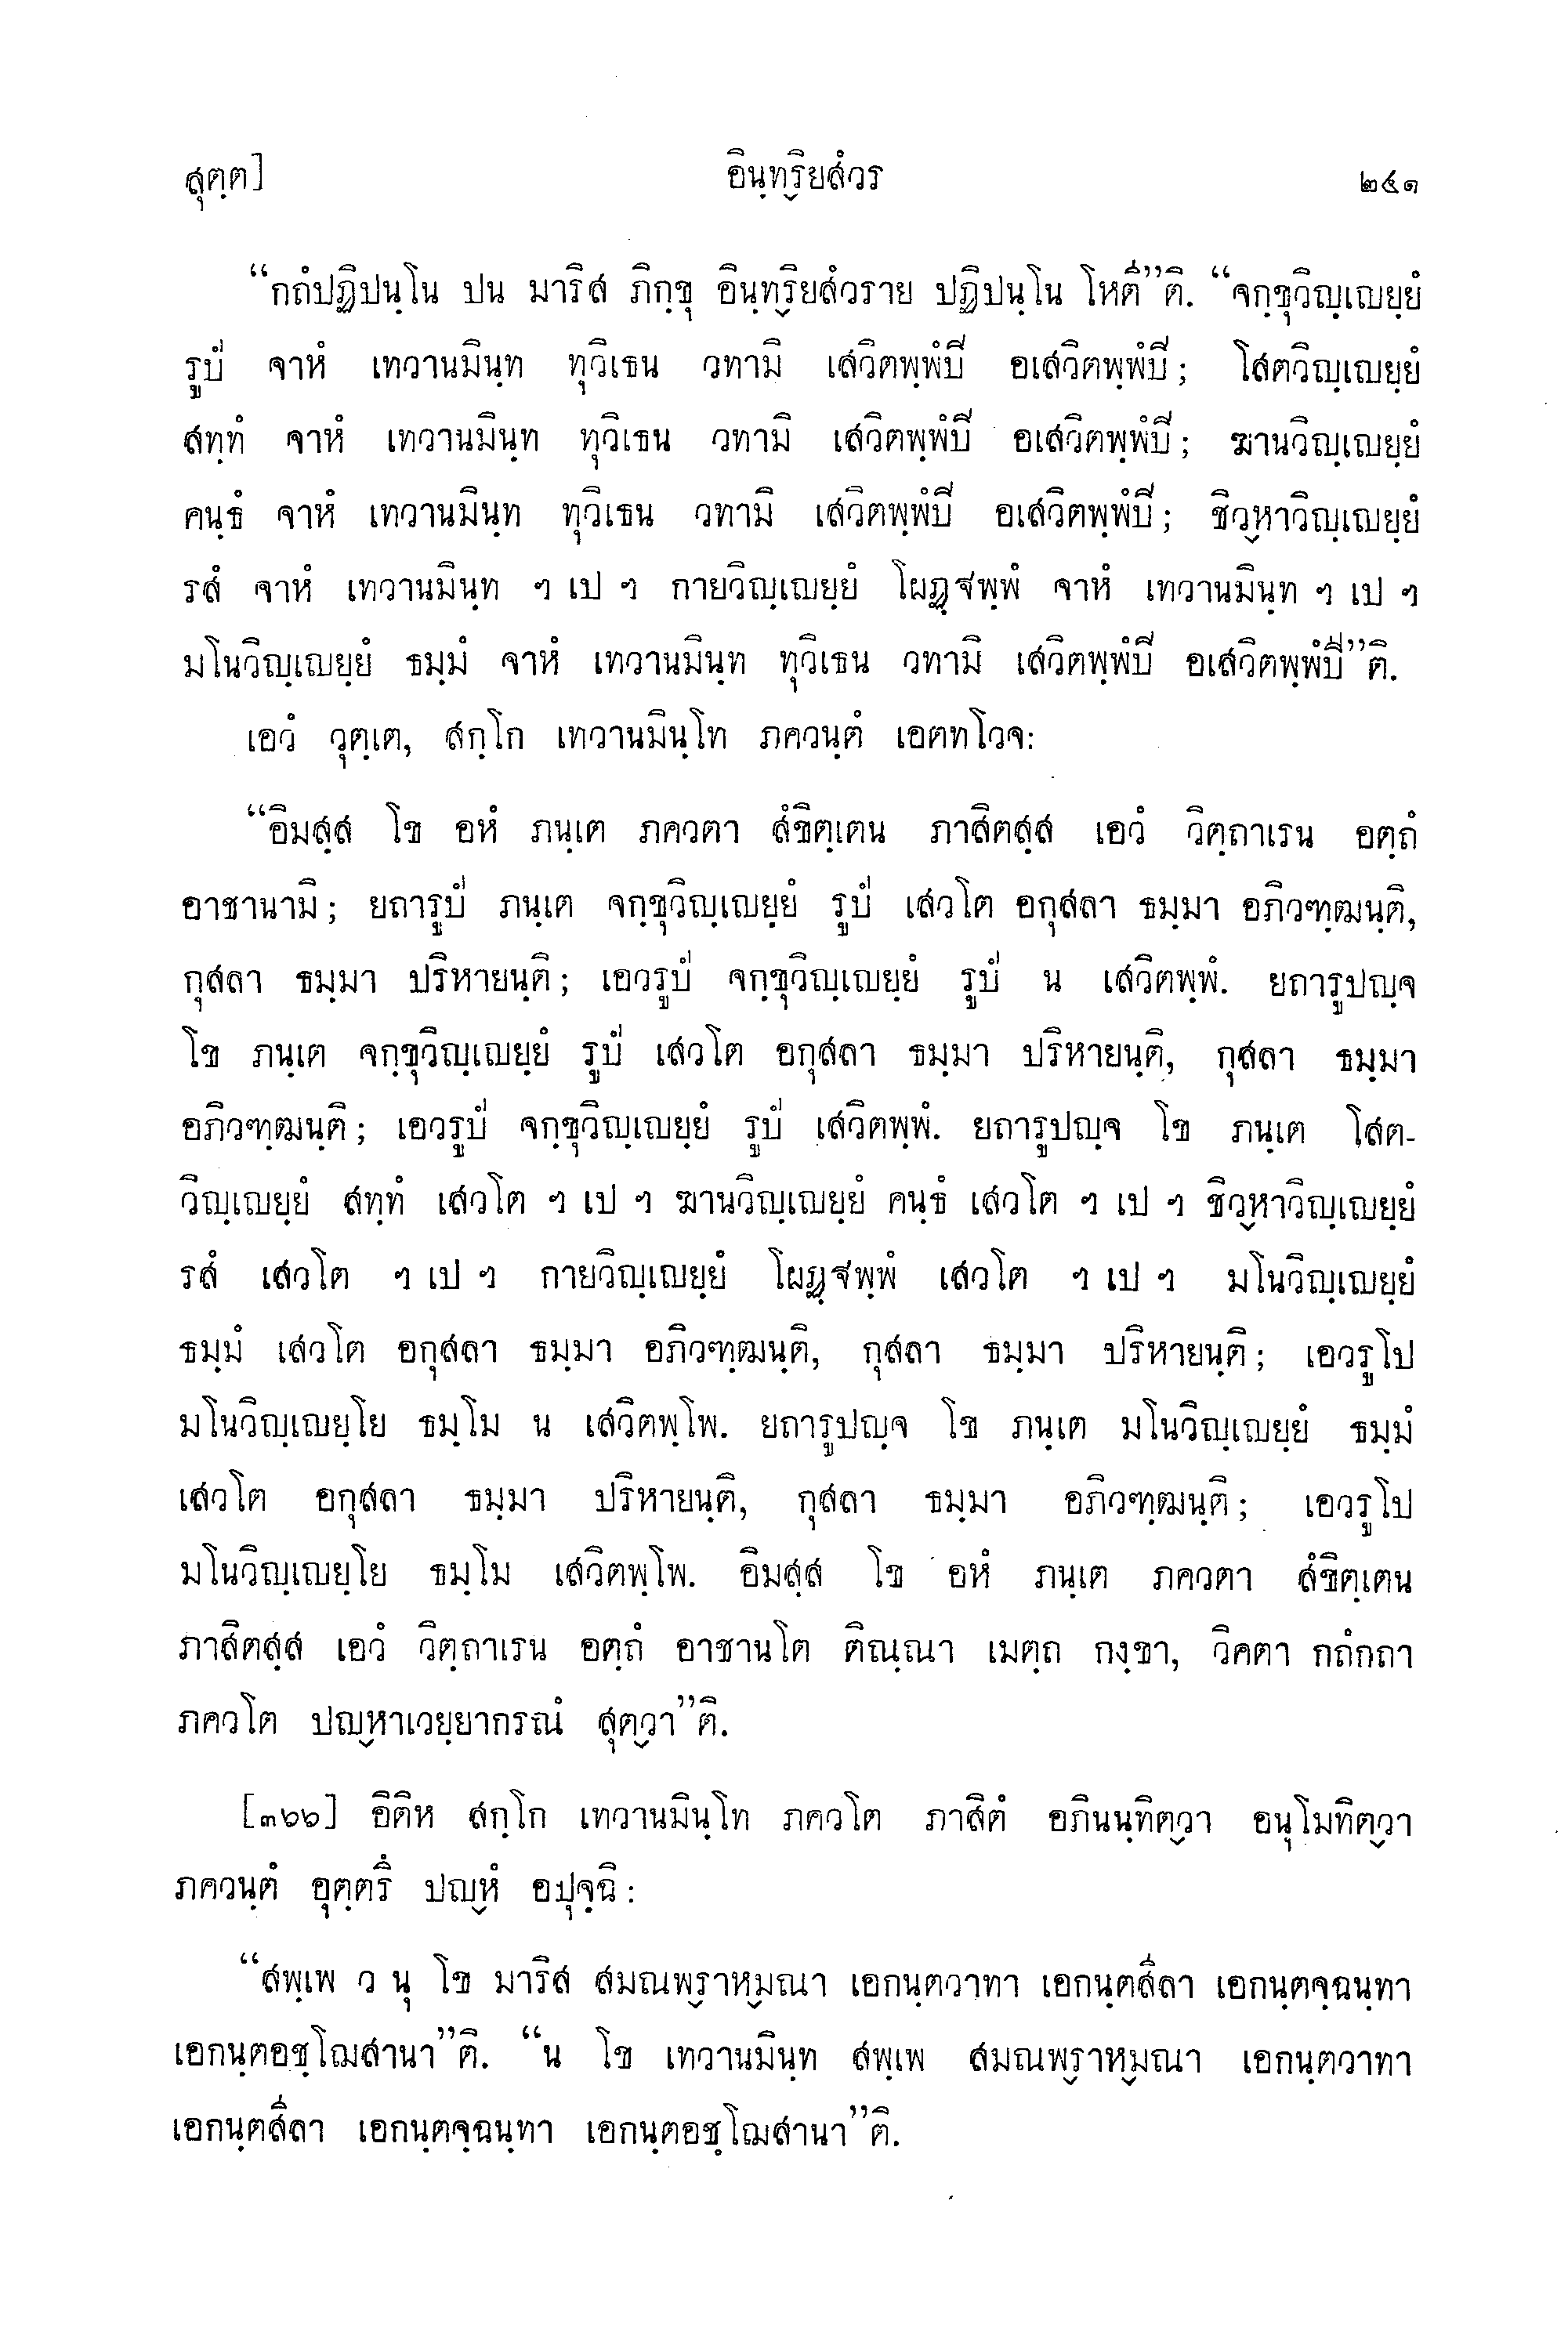 สุตฺต] อินฺทฺริยสํวร ๒๔๑
“กถํปฏิปนฺโน ปน มาริส ภิกฺขุ อินฺทฺริยสํวราย ปฏิปนฺโน โหตี”ติ. “จกฺขุวิญฺเญยฺยํ
รูปํ จาหํ เทวานมินฺท ทุวิเธน วทามิ เสวิตพฺพํปิ อเสวิตพฺพํปิ; โสตวิญฺเญยฺยํ
สทฺทํ จาหํ เทวานมินฺท ทุวิเธน วทามิ เสวิตพฺพํปิ อเสวิตพฺพํปิ; ฆานวิญฺเญยฺยํ
คนฺธํ จาหํ เทวานมินฺท ทุวิเธน วทามิ เสวิตพฺพํปิ อเสวิตพฺพํปิ; ชิวฺหาวิญฺเญยฺยํ
รสํ จาหํ เทวานมินฺท ฯ เป ฯ กายวิญฺเญยฺยํ โผฏฺฐพฺพํ จาหํ เทวานมินฺท ฯ เป ฯ
มโนวิญฺเญยฺยํ ธมฺมํ จาหํ เทวานมินฺท ทุวิเธน วทามิ เสวิตพฺพํปิ อเสวิตพฺพํปี”ติ.
เอวํ วุตฺเต, สกฺโก เทวานมินฺโท ภควนฺตํ เอตทโวจ:
“อิมสฺส โข อหํ ภนฺเต ภควตา สํขิตฺเตน ภาสิตสฺส เอวํ วิตฺถาเรน อตฺถํ
อาชานามิ; ยถารูปํ ภนฺเต จกฺขุวิญฺเญยฺยํ รูปํ เสวโต อกุสลา ธมฺมา อภิวฑฺฒนฺติ,
กุสลา ธมฺมา ปริหายนฺติ; เอวรูปํ จกฺขุวิญฺเญยฺยํ รูปํ น เสวิตพฺพํ. ยถารูปญฺจ
โข ภนฺเต จกฺขุวิญฺเญยฺยํ รูปํ เสวโต อกุสลา ธมฺมา ปริหายนฺติ, กุสลา ธมฺมา
อภิวฑฺฒนฺติ; เอวรูปํ จกฺขุวิญฺเญยฺยํ รูปํ เสวิตพฺพํ. ยถารูปญฺจ โข ภนฺเต โสต-
วิญฺเญยฺยํ สทฺทํ เสวโต ฯ เป ฯ ฆานวิญฺเญยฺยํ คนฺธํ เสวโต ฯ เป ฯ ชิวฺหาวิญฺเญยฺยํ
รสํ เสวโต ฯ เป ฯ กายวิญฺเญยฺยํ โผฏฺฐพฺพํ เสวโต ฯ เป ฯ มโนวิญฺเญยฺยํ
ธมฺมํ เสวโต อกุสลา ธมฺมา อภิวฑฺฒนฺติ, กุสลา ธมฺมา ปริหายนฺติ; เอวรูโป
มโนวิญฺเญยฺโย ธมฺโม น เสวิตพฺโพ. ยถารูปญฺจ โข ภนฺเต มโนวิญฺเญยฺยํ ธมฺมํ
เสวโต อกุสลา ธมฺมา ปริหายนฺติ, กุสลา ธมฺมา อภิวฑฺฒนฺติ; เอวรูโป
มโนวิญฺเญยฺโย ธมฺโม เสวิตพฺโพ. อิมสฺส โข อหํ ภนฺเต ภควตา สํขิตฺเตน
ภาสิตสฺส เอวํ วิตฺถาเรน อตฺถํ อาชานโต ติณฺณา เมตฺถ กงฺขา, วิคตา กถํกถา
ภควโต ปญฺหาเวยฺยากรณํ สุตฺวา”ติ.
[๓๖๖] อิติห สกฺโก เทวานมินฺโท ภควโต ภาสิตํ อภินนฺทิตฺวา อนุโมทิตฺวา
ภควนฺตํ อุตฺตรึ ปญฺหํ อปุจฺฉิ:
“สพฺเพ ว นุ โข มาริส สมณพฺราหฺมณา เอกนฺตวาทา เอกนฺตสีลา เอกนฺตจฺฉนฺทา
เอกนฺตอชฺโฌสานา”ติ. “น โข เทวานมินฺท สพฺเพ สมณพฺราหฺมณา เอกนฺตวาทา
เอกนฺตสีลา เอกนฺตจฺฉนฺทา เอกนฺตอชฺโฌสานา”ติ.